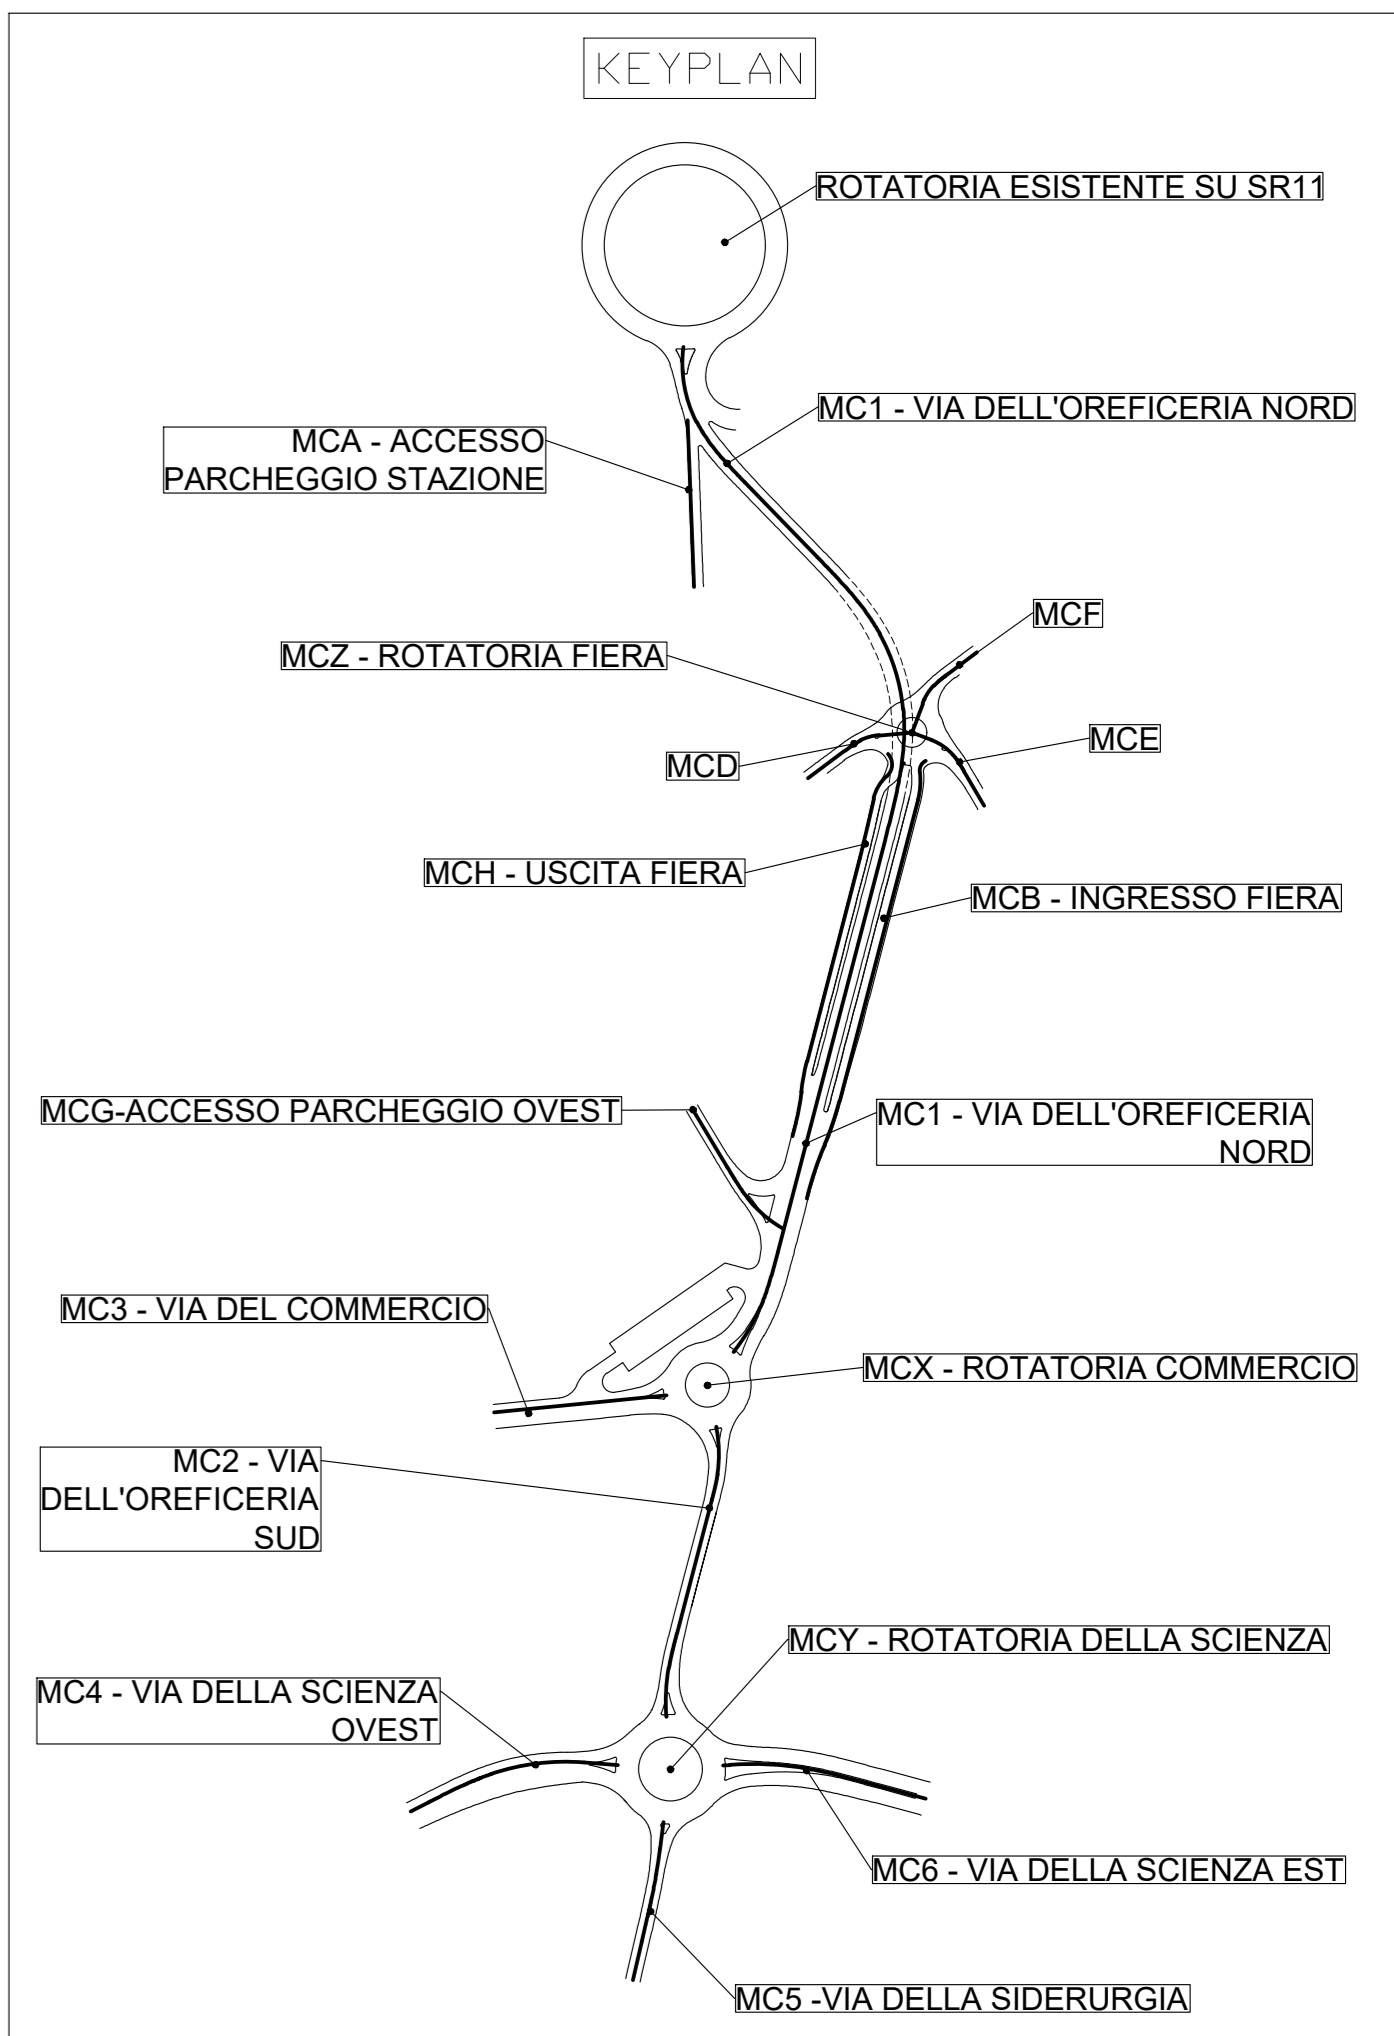 KEYPLAN
ROTATORIA ESISTENTE SU SR11
MC1 - VIA DELL'OREFICERIA NORD
MCA - ACCESSO
PARCHEGGIO STAZIONE
MCF
MCZ - ROTATORIA FIERA
MCE
MCD
MCH - USCITA FIERA
MCB - INGRESSO FIERA
MCG-ACCESSO PARCHEGGIO OVEST
MC1 - VIA DELL'OREFICERIA
NORD
MC3 - VIA DEL COMMERCIO
MCX - ROTATORIA COMMERCIO
MC2 - VIA
DELL'OREFICERIA
SUD
MCY - ROTATORIA DELLA SCIENZA
MC4 - VIA DELLA SCIENZA
OVEST
MC6 - VIA DELLA SCIENZA EST
MC5 -VIA DELLA SIDERURGIA